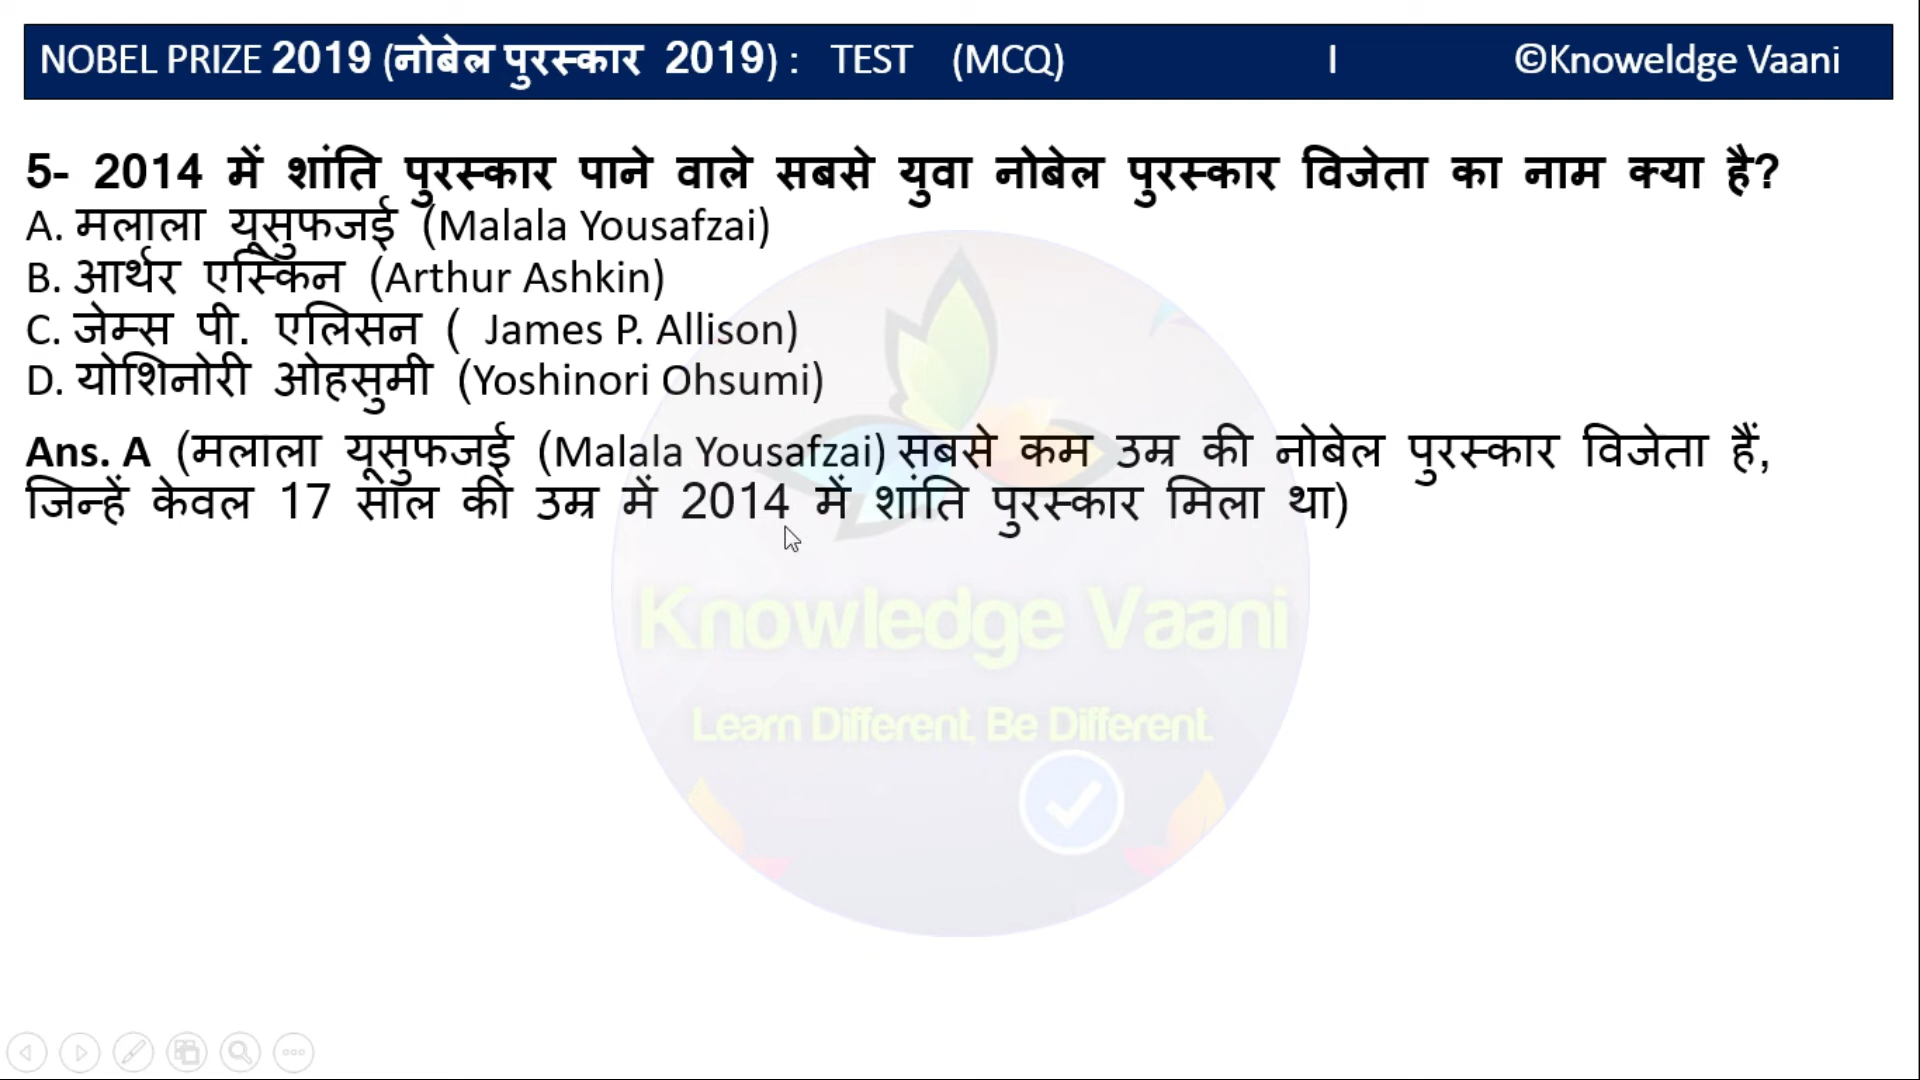 NOBEL PRIZE 2019 (नोबेल पुरस्कार 2019) : TEST (MCQ) I ©Knoweldge Vaani
5- 2014 में शांति पुरस्कार पाने वाले सबसे युवा नोबेल पुरस्कार विजेता का नाम क्या है?
A. मलाला यूसुफजई (Malala Yousafzai)
B. आर्थर एस्किन (Arthur Ashkin)
C. जेम्स पी. एलिसन ( James P. Allison)
D. योशिनोरी ओहसुमी (Yoshinori Ohsumi)
Ans. A (मलाला यूसुफजई (Malala Yousafzai) सबसे कम उम्र की नोबेल पुरस्कार विजेता हैं,
जिन्हें केवल 17 साल की उम्र में 2014 में शांति पुरस्कार मिला था)
Knowledge Vaani
Learn Different, Be Different